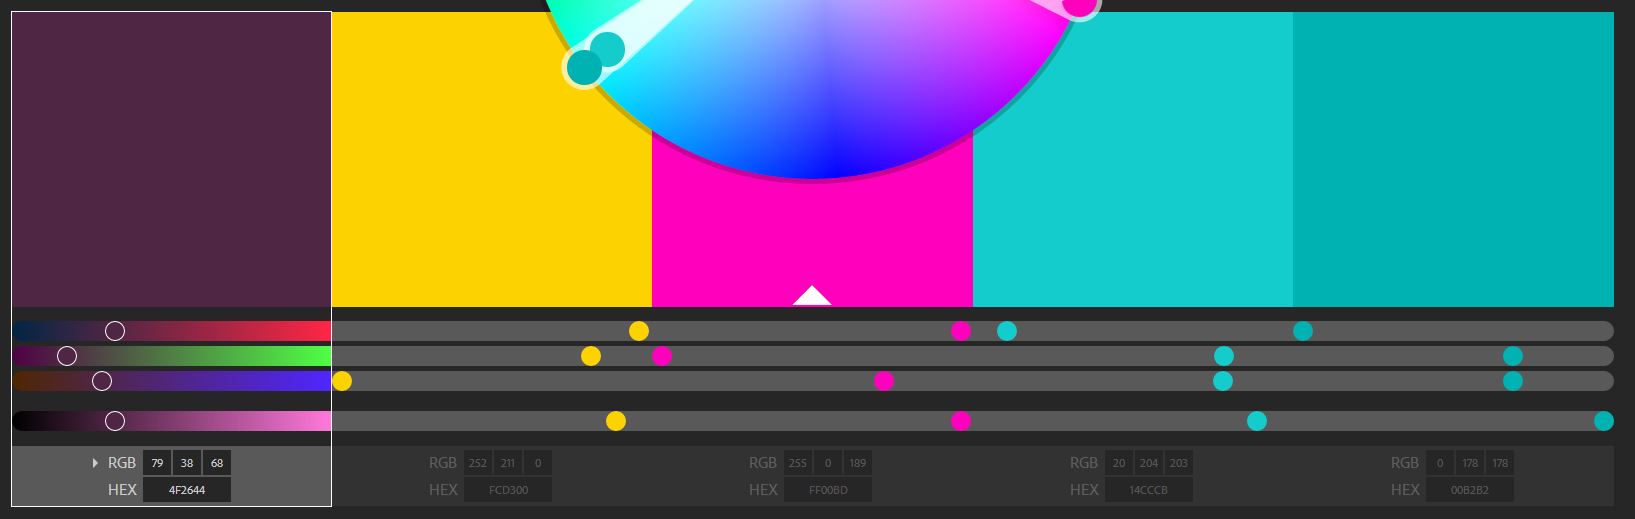 RGB 79 38 68 RGB 252 211 0 RGB 255 0 189 RGB 20 204 203 RGB 0 178 178
HEX 4F2644 HEX FCD300 HEX FF00BD HEX 14CCCB HEX 00B2B2